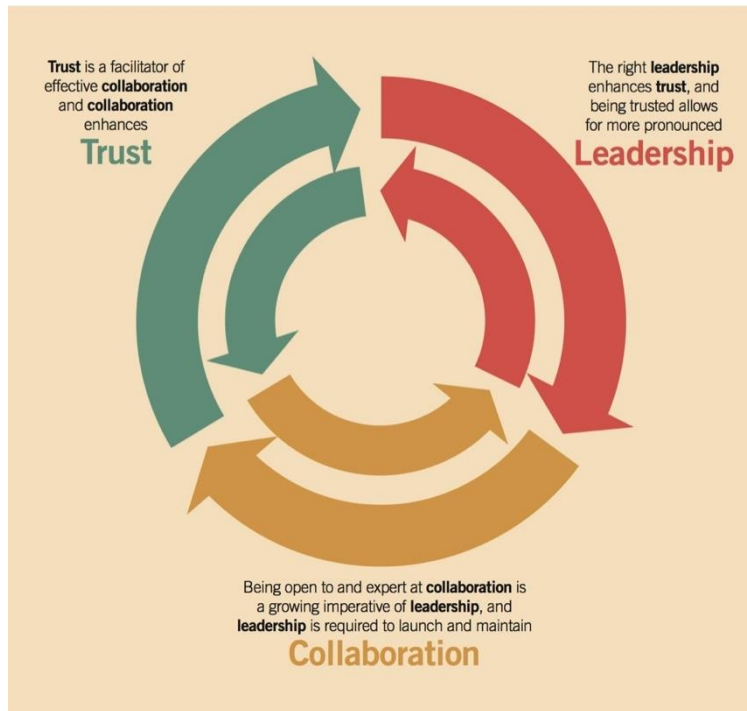 Trust is a facilitator of
effective collaboration
and collaboration
enhances
Trust
The right leadership
enhances trust, and
being trusted allows
for more pronounced
Leadership
Being open to and expert at collaboration is
a growing imperative of leadership, and
leadership is required to launch and maintain
Collaboration